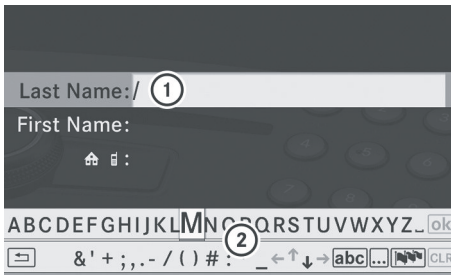 Last Name:/ 1
First Name:
:
ABCDEFGHIJKLMNOPQRSTUVWXYZ_ ok
2
& ' + ; , . - / ( ) # : _ ← ↑ ↓ → abc ... CLR